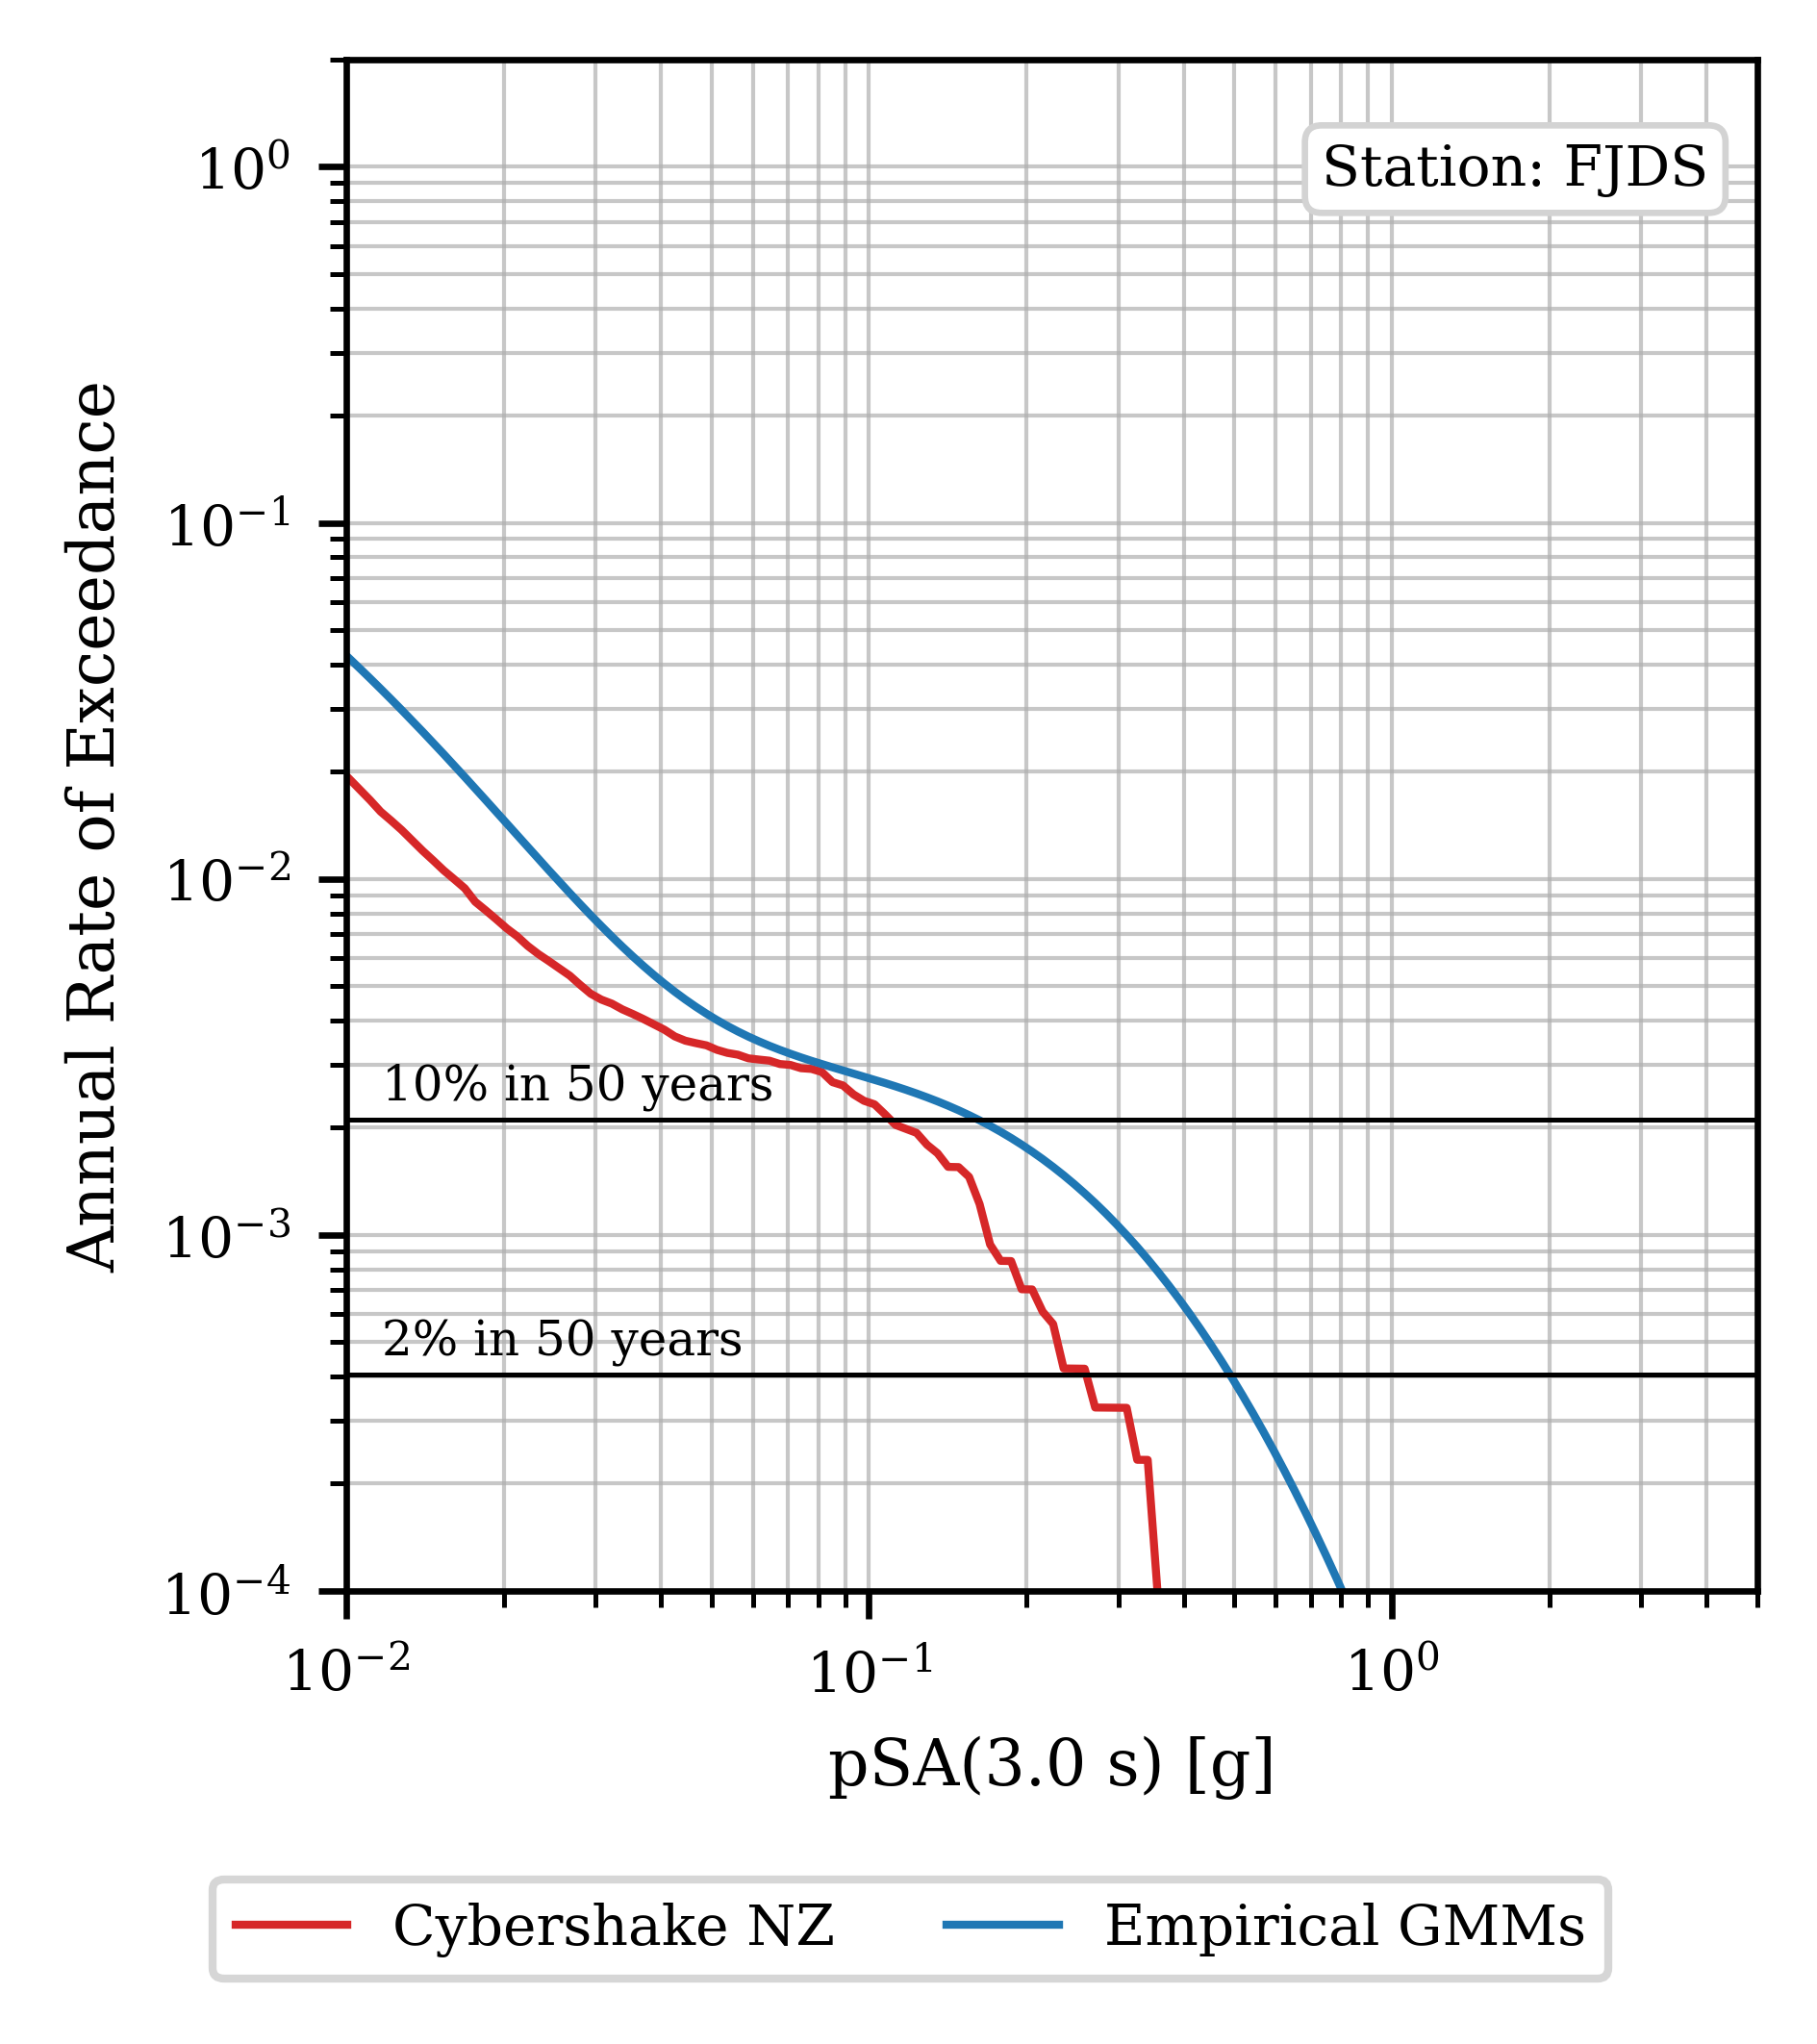 Station: FJDS
Annual Rate of Exceedance
10⁰
10⁻¹
10⁻²
10⁻³
10⁻⁴
10% in 50 years
2% in 50 years
10⁻²
10⁻¹
10⁰
pSA(3.0 s) [g]
Cybershake NZ
Empirical GMMs